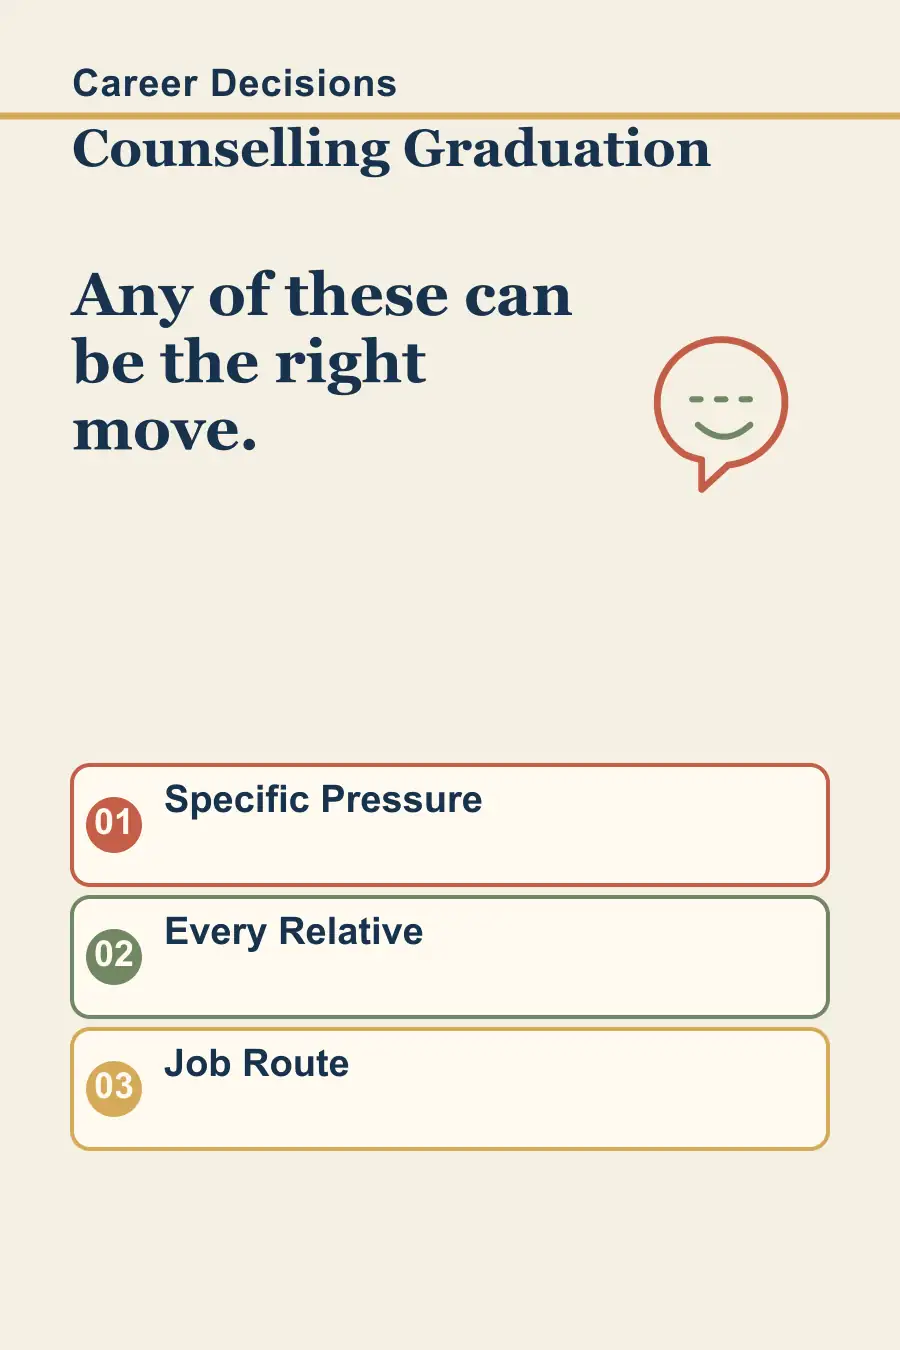 Career Decisions
Counselling Graduation
Any of these can
be the right
move.
01
Specific Pressure
02
Every Relative
03
Job Route